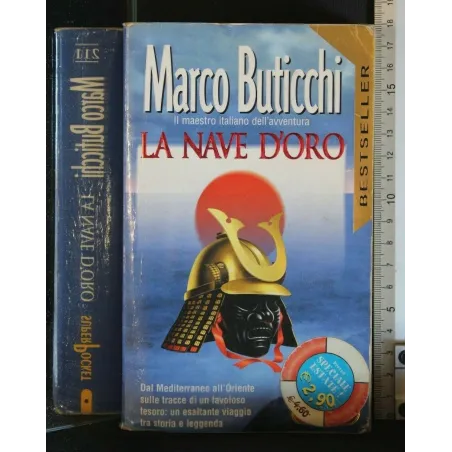 212
Marco Buticchi
LA NAVE D'ORO
SUPERPOCKET
Marco Buticchi
Il maestro italiano dell'avventura
LA NAVE D'ORO
BESTSELLER
Dal Mediterraneo all'Oriente
sulle tracce di un favoloso
tesoro: un esaltante viaggio
tra storia e leggenda
SPECIALE
ESTATE!
2,90
€ 4,60